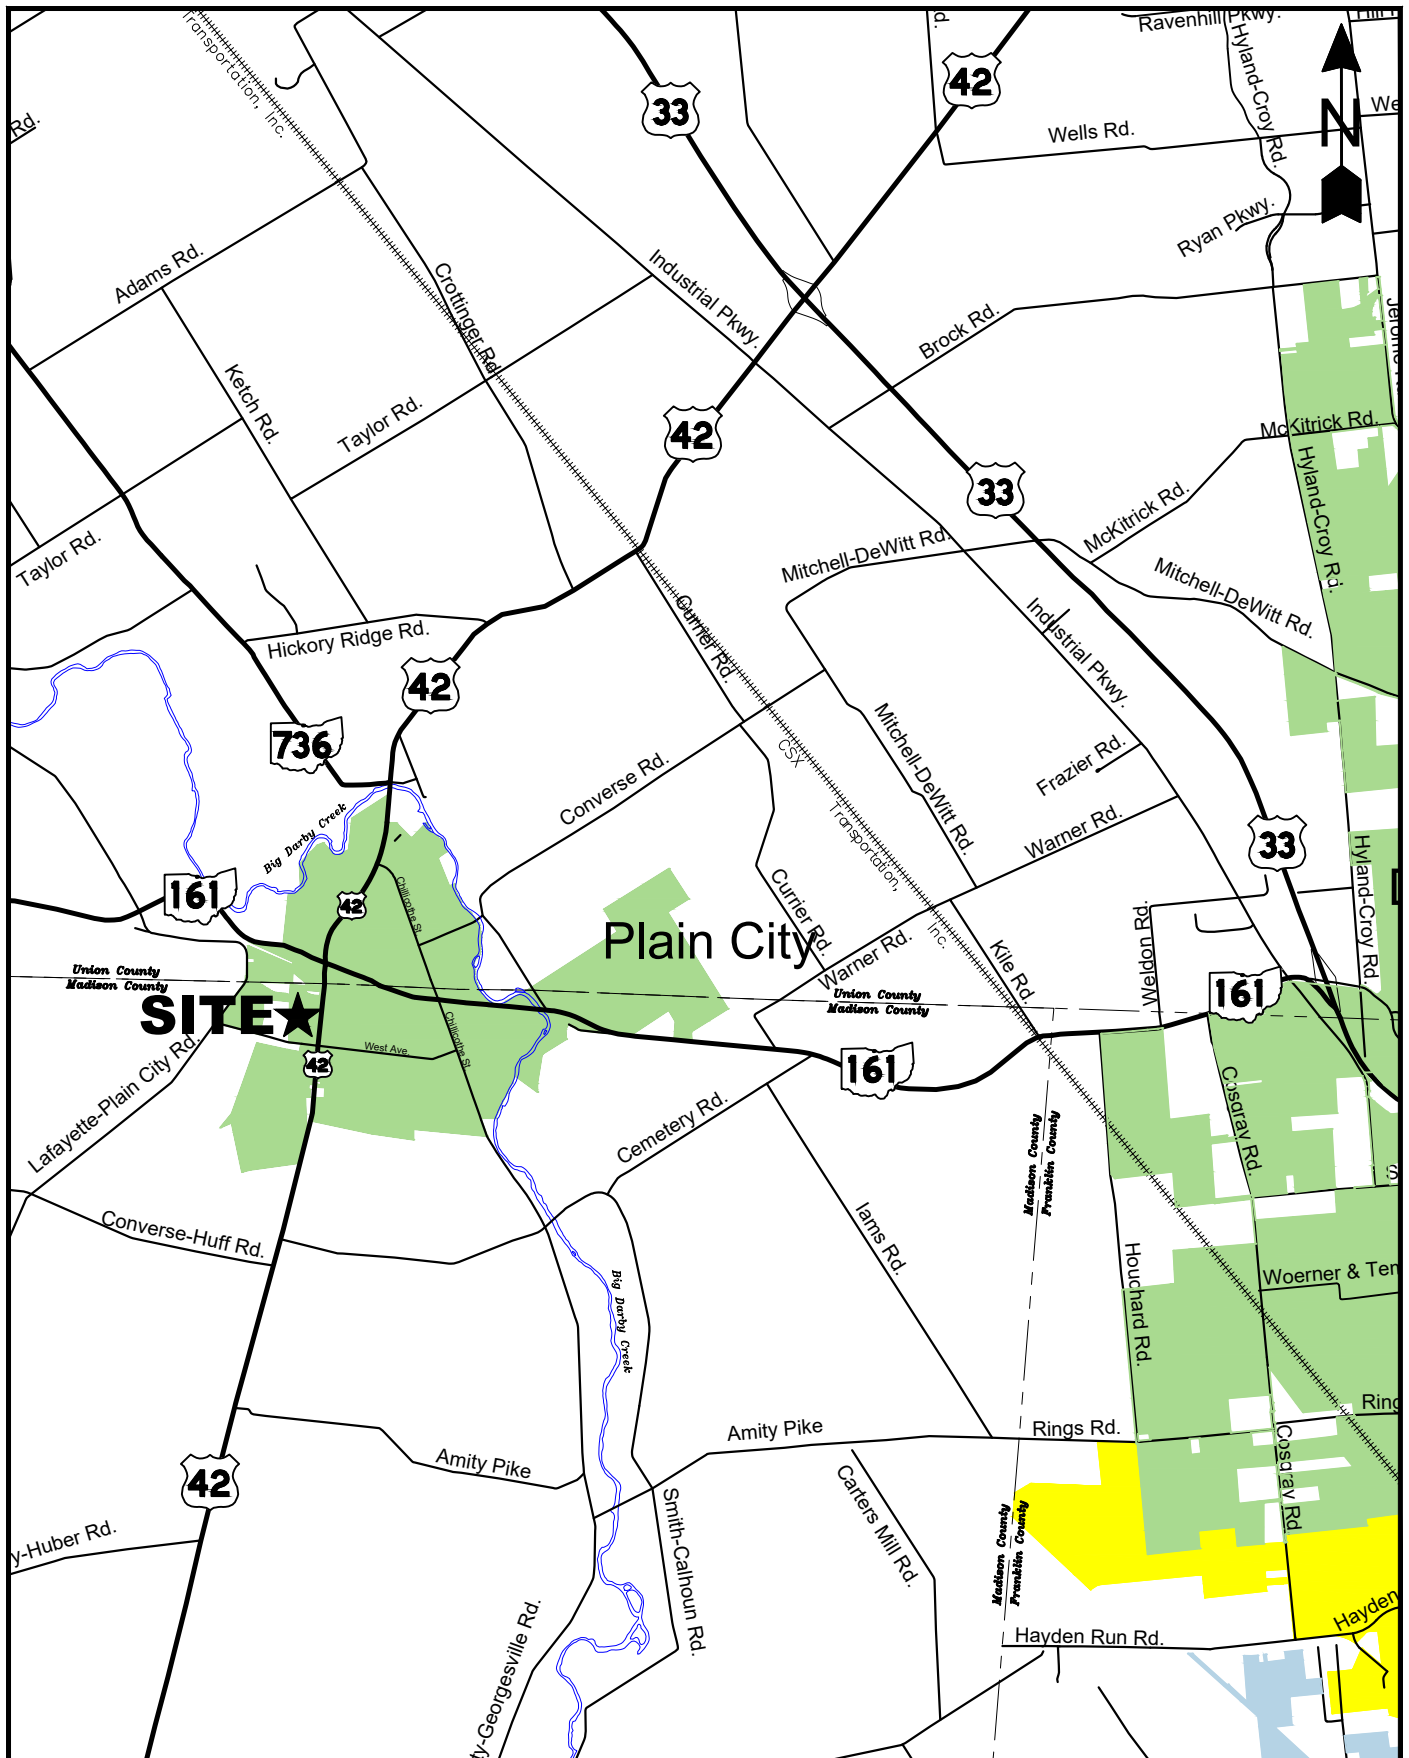 Ravenhill Pkwy.
Transportation, Inc.
Hyland-Croy Rd.
42
33
N
Rd.
Wells Rd.
Ryan Pkwy.
Adams Rd.
Crottinger Rd.
Industrial Pkwy.
Brock Rd.
Ketch Rd.
Taylor Rd.
42
McKitrick Rd.
Hyland-Croy Rd.
33
McKitrick Rd.
Taylor Rd.
Mitchell-DeWitt Rd.
Mitchell-DeWitt Rd.
Currier Rd.
Industrial Pkwy.
Hickory Ridge Rd.
42
736
CSX
Transportation, Inc.
Mitchell-DeWitt Rd.
Frazier Rd.
Converse Rd.
Warner Rd.
Big Darby Creek
33
161
42
Chillicothe St.
Currier Rd.
Hyland-Croy Rd.
Plain City
Warner Rd.
Kile Rd.
Weldon Rd.
Union County
Madison County
Union County
Madison County
161
SITE
Chillicothe St.
West Ave.
42
161
Lafayette-Plain City Rd.
Cemetery Rd.
Cosgray Rd.
Madison County
Franklin County
Converse-Huff Rd.
Iams Rd.
Houchard Rd.
Big Darby Creek
Woerner & Tem
Amity Pike
Rings Rd.
Ring
Amity Pike
Cosgray Rd.
42
Carters Mill Rd.
Smith-Calhoun Rd.
Madison County
Franklin County
y-Huber Rd.
Hayden
Hayden Run Rd.
ty-Georgesville Rd.